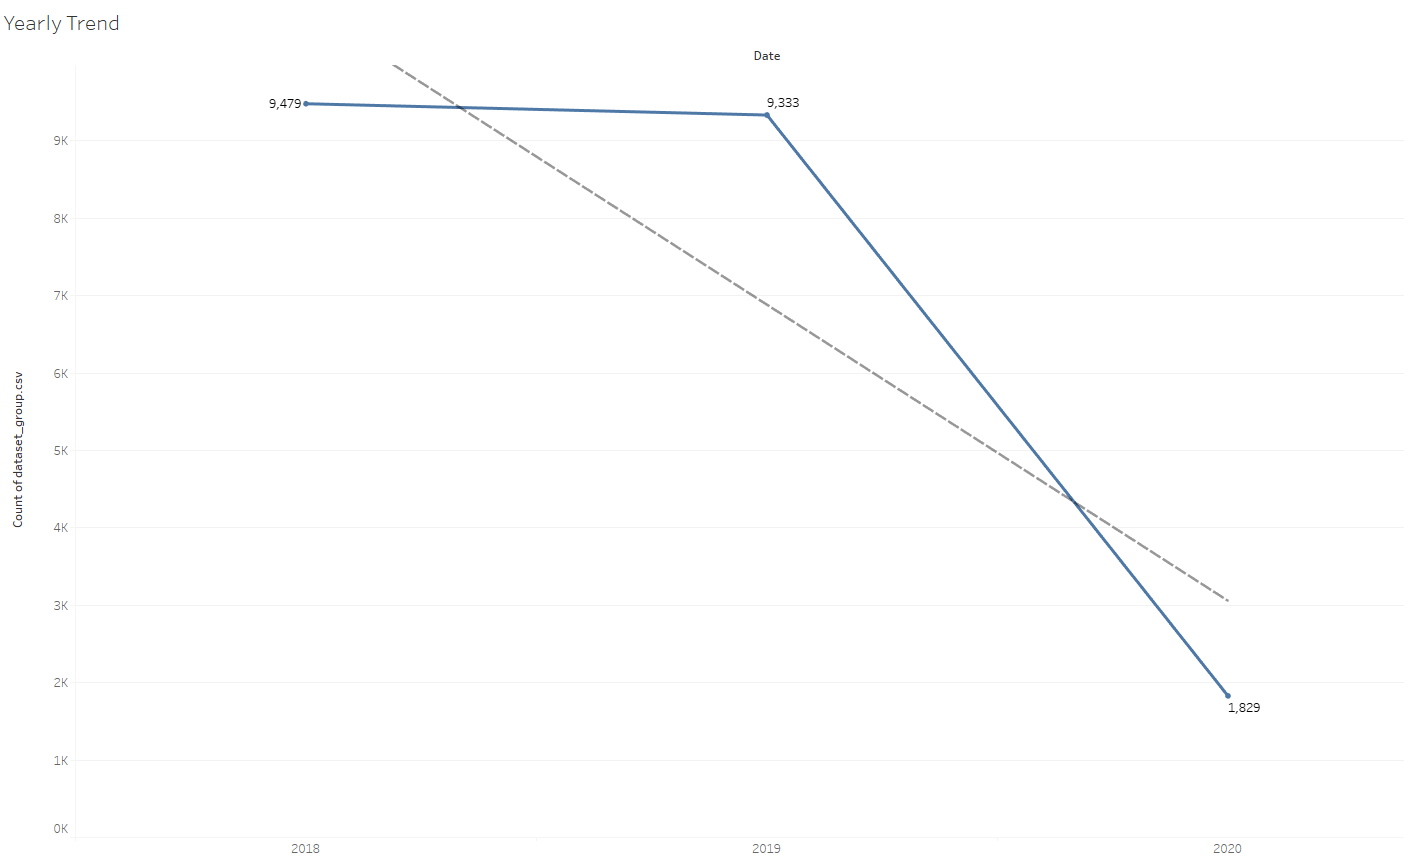 Yearly Trend
Date
9,479
9,333
1,829
9K
8K
7K
6K
5K
4K
3K
2K
1K
0K
Count of dataset_group.csv
2018
2019
2020